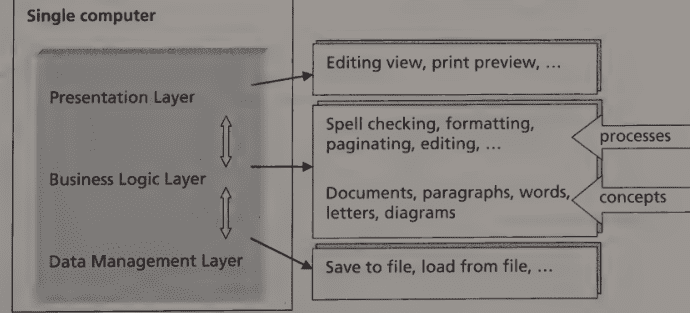 Single computer
Presentation Layer
Business Logic Layer
Data Management Layer
Editing view, print preview, ...
Spell checking, formatting,
paginating, editing, ...
Documents, paragraphs, words,
letters, diagrams
Save to file, load from file, ...
processes
concepts